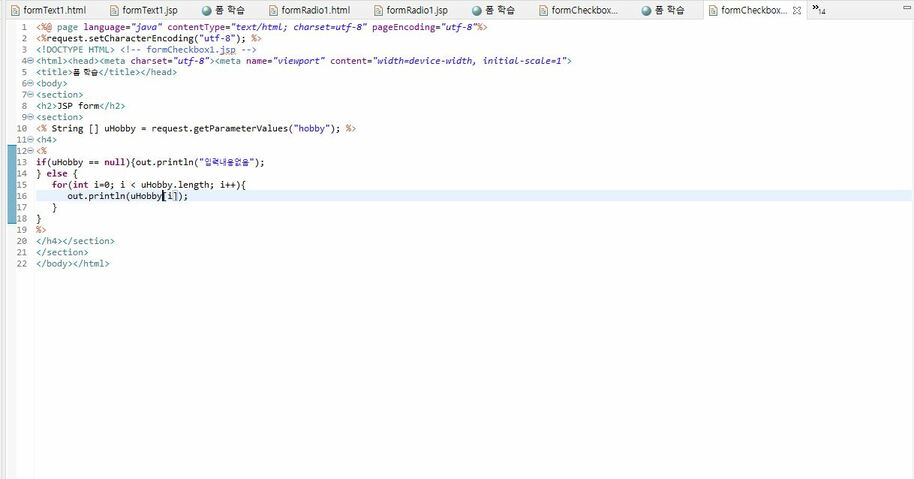 formText1.html formText1.jsp 폼 학습 formRadio1.html formRadio1.jsp 폼 학습 formCheckbox... 폼 학습 formCheckbox... »14
1 <%@ page language="java" contentType="text/html; charset=utf-8" pageEncoding="utf-8"%>
2 <%request.setCharacterEncoding("utf-8"); %>
3 <!DOCTYPE HTML> <!-- formCheckbox1.jsp -->
4 <html><head><meta charset="utf-8"><meta name="viewport" content="width=device-width, initial-scale=1">
5 <title>폼 학습</title></head>
6 <body>
7 <section>
8 <h2>JSP form</h2>
9 <section>
10 <% String [] uHobby = request.getParameterValues("hobby"); %>
11 <h4>
12 <%
13 if(uHobby == null){out.println("입력내용없음");
14 } else {
15 for(int i=0; i < uHobby.length; i++){
16 out.println(uHobby[i]);
17 }
18 }
19 %>
20 </h4></section>
21 </section>
22 </body></html>